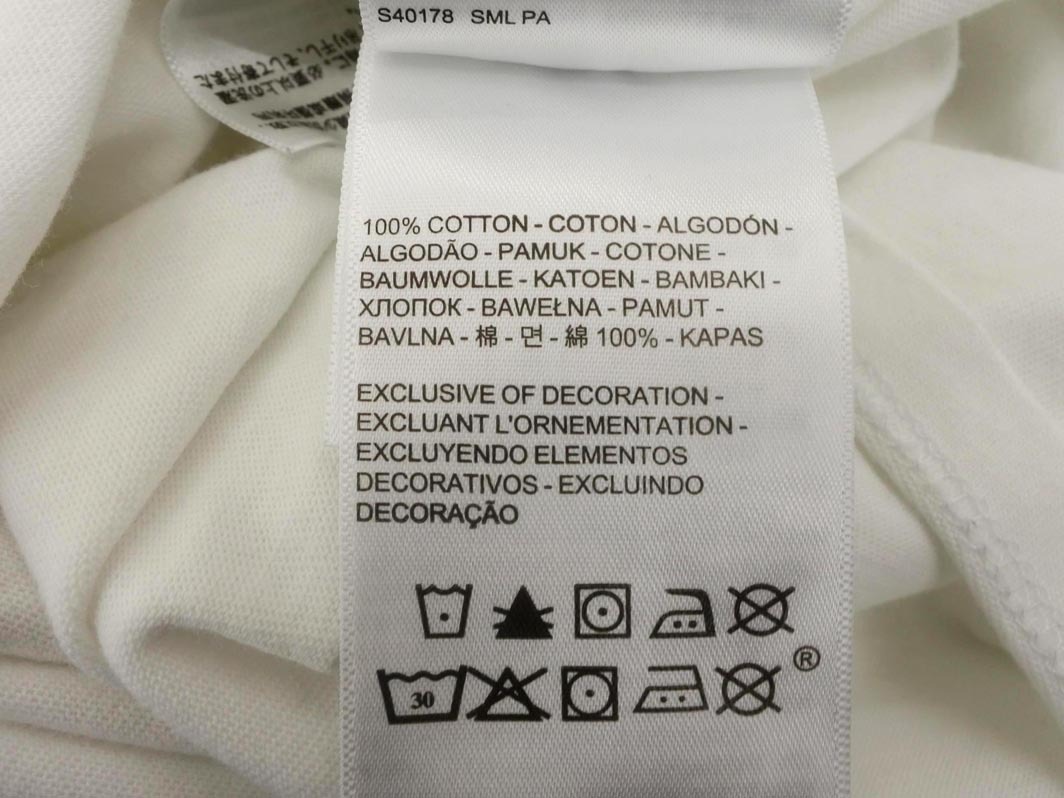 S40178 SML PA
100% COTTON - COTON - ALGODÓN -
ALGODÃO - PAMUK - COTONE -
BAUMWOLLE - KATOEN - BAMBAKI -
ХЛОПОК - BAWEŁNA - PAMUT -
BAVLNA - 棉 - 면 - 綿 100% - KAPAS
EXCLUSIVE OF DECORATION -
EXCLUANT L'ORNEMENTATION -
EXCLUYENDO ELEMENTOS
DECORATIVOS - EXCLUINDO
DECORAÇÃO
®
30